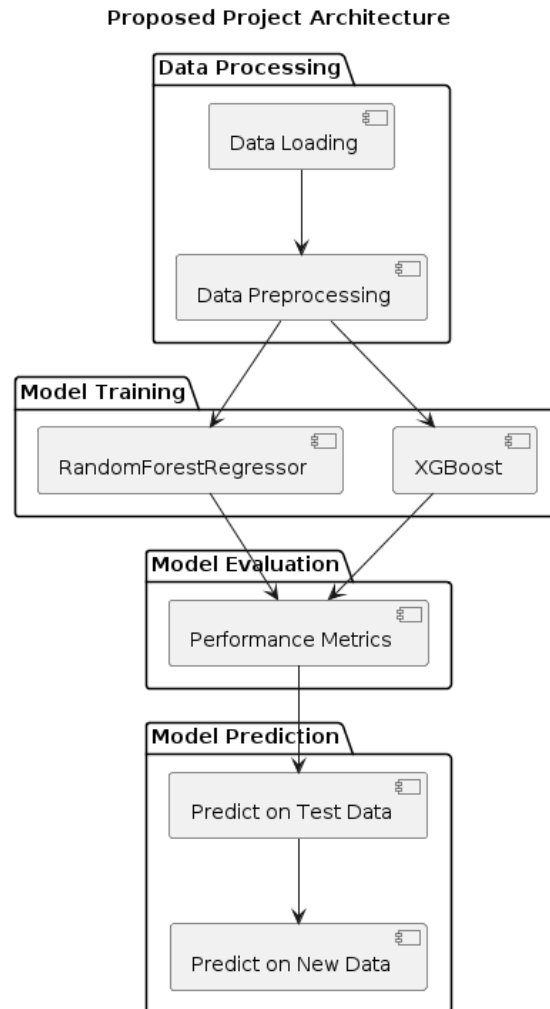 Proposed Project Architecture
Data Processing
Data Loading
Data Preprocessing
Model Training
RandomForestRegressor
XGBoost
Model Evaluation
Performance Metrics
Model Prediction
Predict on Test Data
Predict on New Data